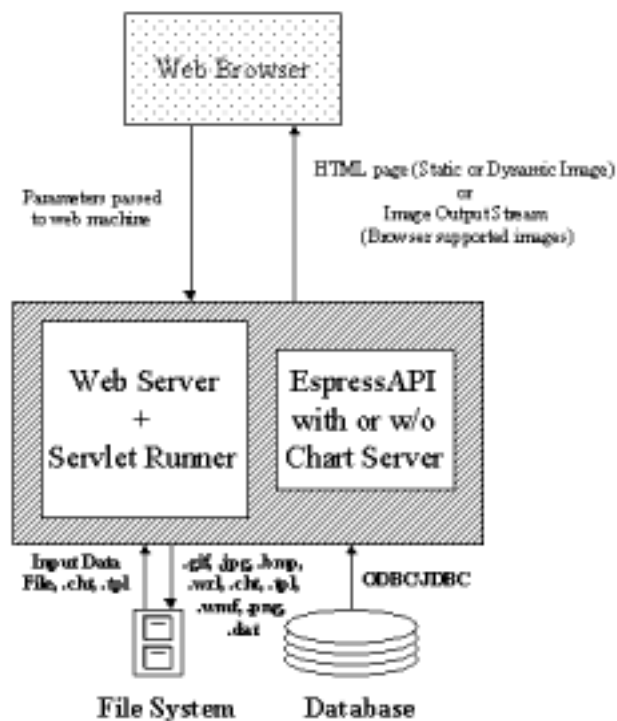 Web Browser
Parameters passed
to web machine
HTML page (Static or Dynamic Image)
or
Image Output Stream
(Browser supported images)
Web Server
+
Servlet Runner
EspressAPI
with or w/o
Chart Server
Input Data
File, .cht, .tpl
.gif, .jpg, .bmp,
.wrl, .cht, .tpl,
.wmf, .png,
.dat
ODBC/JDBC
File System
Database